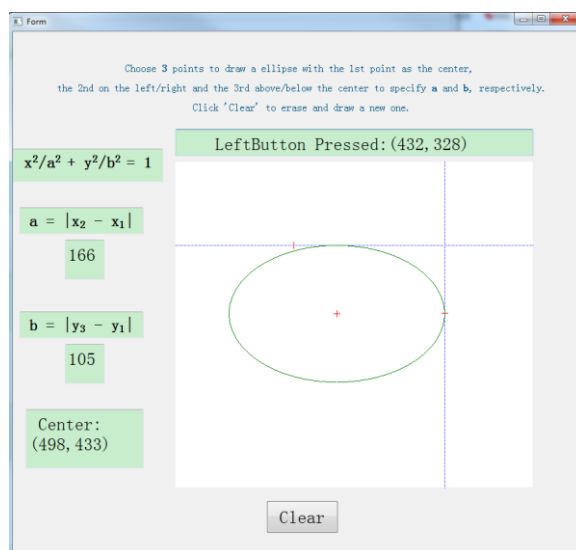 Form
Choose 3 points to draw a ellipse with the 1st point as the center,
the 2nd on the left/right and the 3rd above/below the center to specify a and b, respectively.
Click 'Clear' to erase and draw a new one.
LeftButton Pressed:(432,328)
x²/a² + y²/b² = 1
a = |x₂ - x₁|
166
b = |y₃ - y₁|
105
Center:
(498,433)
Clear